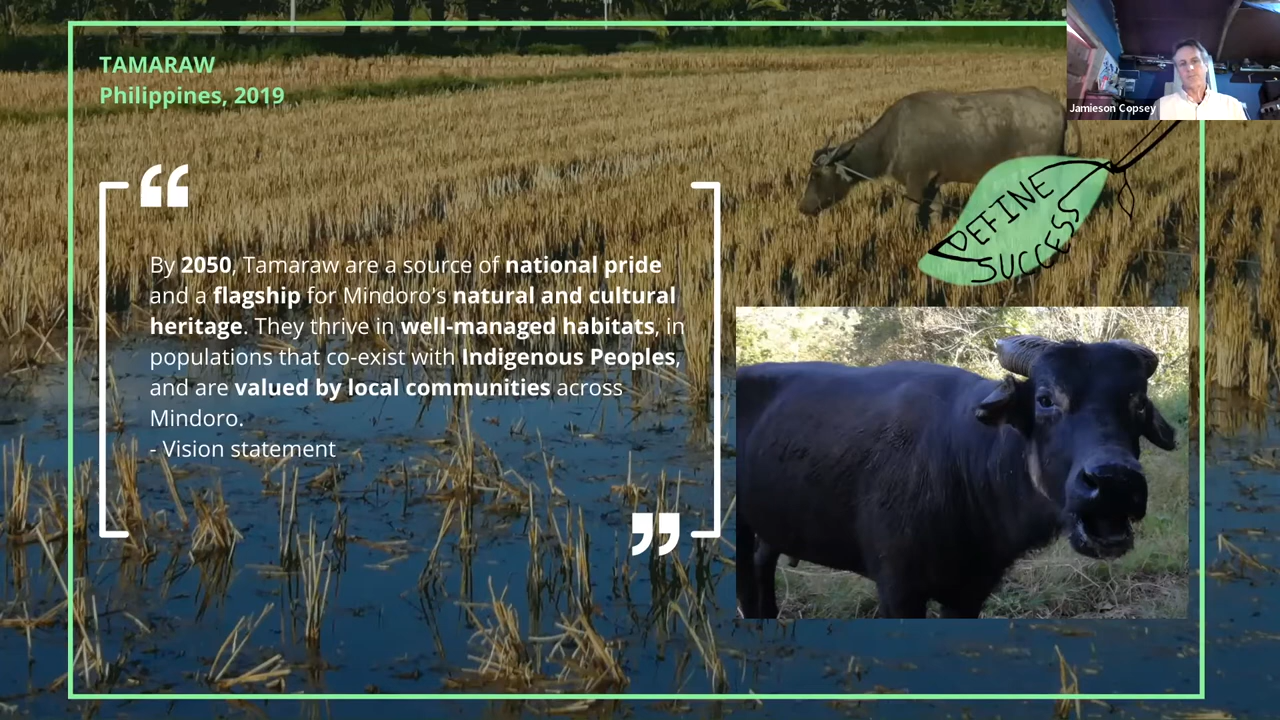 TAMARAW
Philippines, 2019
Jamieson Copsey
DEFINE
SUCCESS
“
By 2050, Tamaraw are a source of national pride
and a flagship for Mindoro’s natural and cultural
heritage. They thrive in well-managed habitats, in
populations that co-exist with Indigenous Peoples,
and are valued by local communities across
Mindoro.
- Vision statement
”